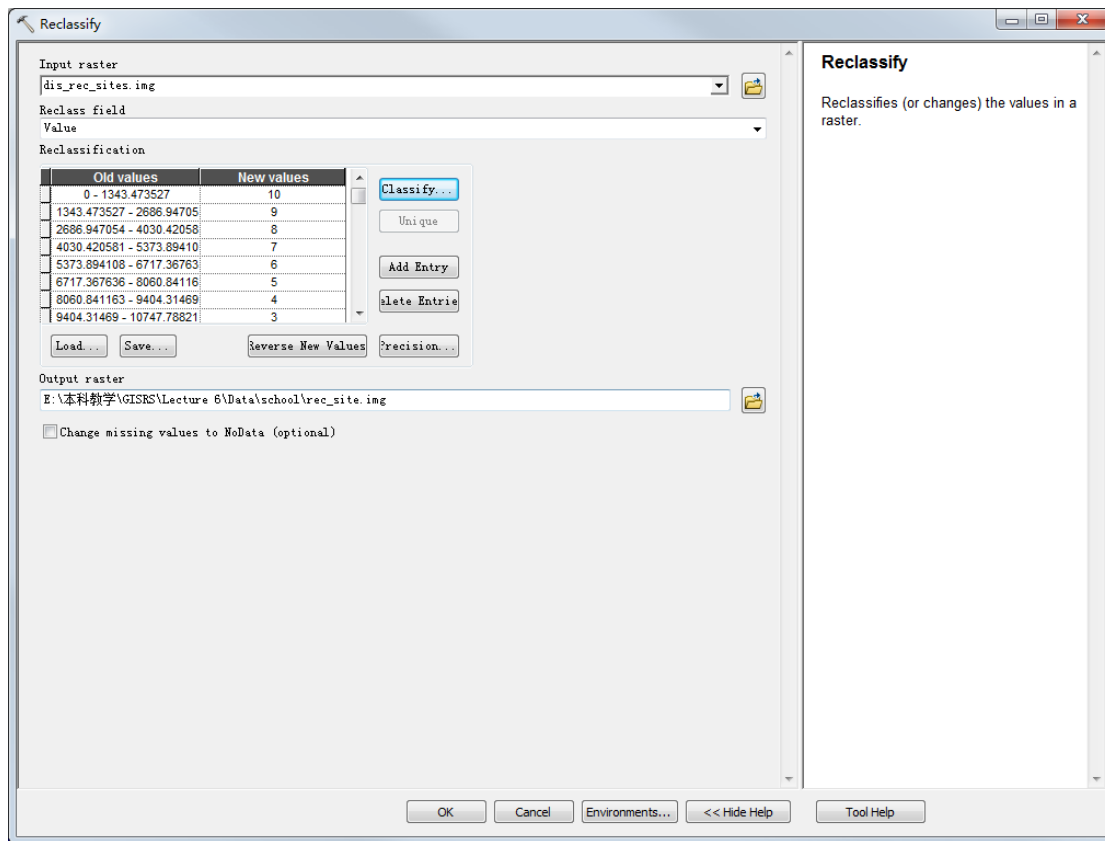 Reclassify
Input raster
dis_rec_sites.img
Reclass field
Value
Reclassification
Old values New values
0 - 1343.473527 10
1343.473527 - 2686.94705 9
2686.947054 - 4030.42058 8
4030.420581 - 5373.89410 7
5373.894108 - 6717.36763 6
6717.367636 - 8060.84116 5
8060.841163 - 9404.31469 4
9404.31469 - 10747.78821 3
Classify...
Unique
Add Entry
elete Entrie
Load... Save... Reverse New Values Precision...
Output raster
E:\本科教学\GISRS\Lecture 6\Data\school\rec_site.img
Change missing values to NoData (optional)
OK Cancel Environments... << Hide Help Tool Help
Reclassify
Reclassifies (or changes) the values in a
raster.